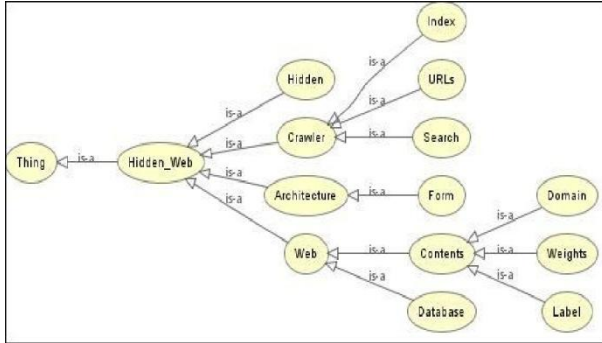 Index
is-a
Hidden
is-a
URLs
is-a
is-a
Crawler
is-a
Search
Thing
is-a
Hidden_Web
is-a
Architecture
is-a
Form
Domain
is-a
is-a
Web
is-a
Contents
is-a
Weights
is-a
is-a
Database
Label